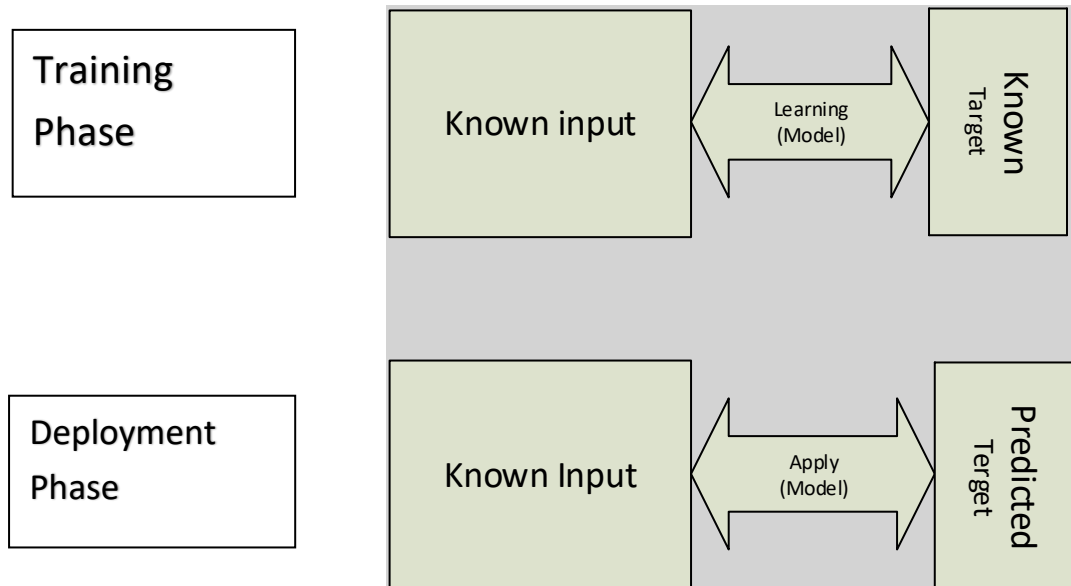 Training
Phase
Known input
Learning
(Model)
Known
Target
Deployment
Phase
Known Input
Apply
(Model)
Predicted
Terget